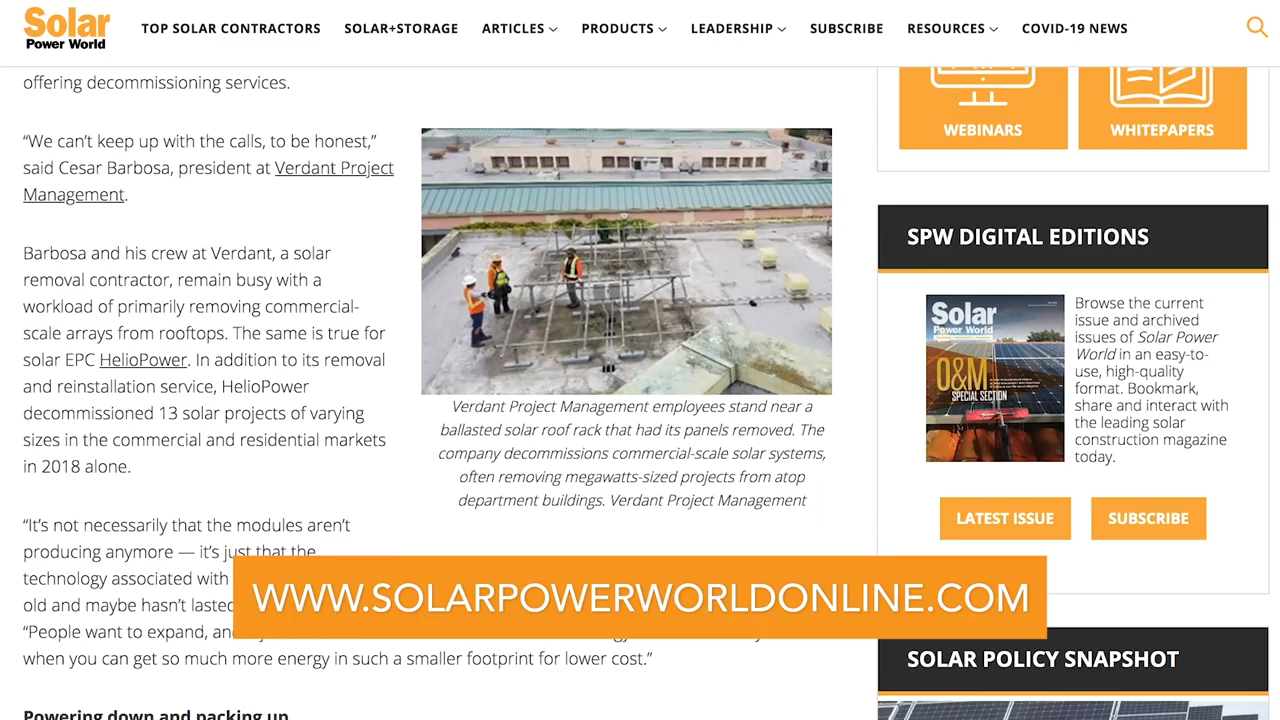 Solar
Power World
TOP SOLAR CONTRACTORS
SOLAR+STORAGE
ARTICLES
PRODUCTS
LEADERSHIP
SUBSCRIBE
RESOURCES
COVID-19 NEWS
offering decommissioning services.
“We can’t keep up with the calls, to be honest,”
said Cesar Barbosa, president at Verdant Project
Management.
Barbosa and his crew at Verdant, a solar
removal contractor, remain busy with a
workload of primarily removing commercial-
scale arrays from rooftops. The same is true for
solar EPC HelioPower. In addition to its removal
and reinstallation service, HelioPower
decommissioned 13 solar projects of varying
sizes in the commercial and residential markets
in 2018 alone.
“It’s not necessarily that the modules aren’t
producing anymore — it’s just that the
technology associated with
old and maybe hasn’t lasted
“People want to expand, and
when you can get so much more energy in such a smaller footprint for lower cost.”
Powering down and packing up
Verdant Project Management employees stand near a
ballasted solar roof rack that had its panels removed. The
company decommissions commercial-scale solar systems,
often removing megawatts-sized projects from atop
department buildings. Verdant Project Management
WWW.SOLARPOWERWORLDONLINE.COM
WEBINARS
WHITEPAPERS
SPW DIGITAL EDITIONS
Solar
Power World
O&M
SPECIAL SECTION
Browse the current
issue and archived
issues of Solar Power
World in an easy-to-
use, high-quality
format. Bookmark,
share and interact with
the leading solar
construction magazine
today.
LATEST ISSUE
SUBSCRIBE
SOLAR POLICY SNAPSHOT